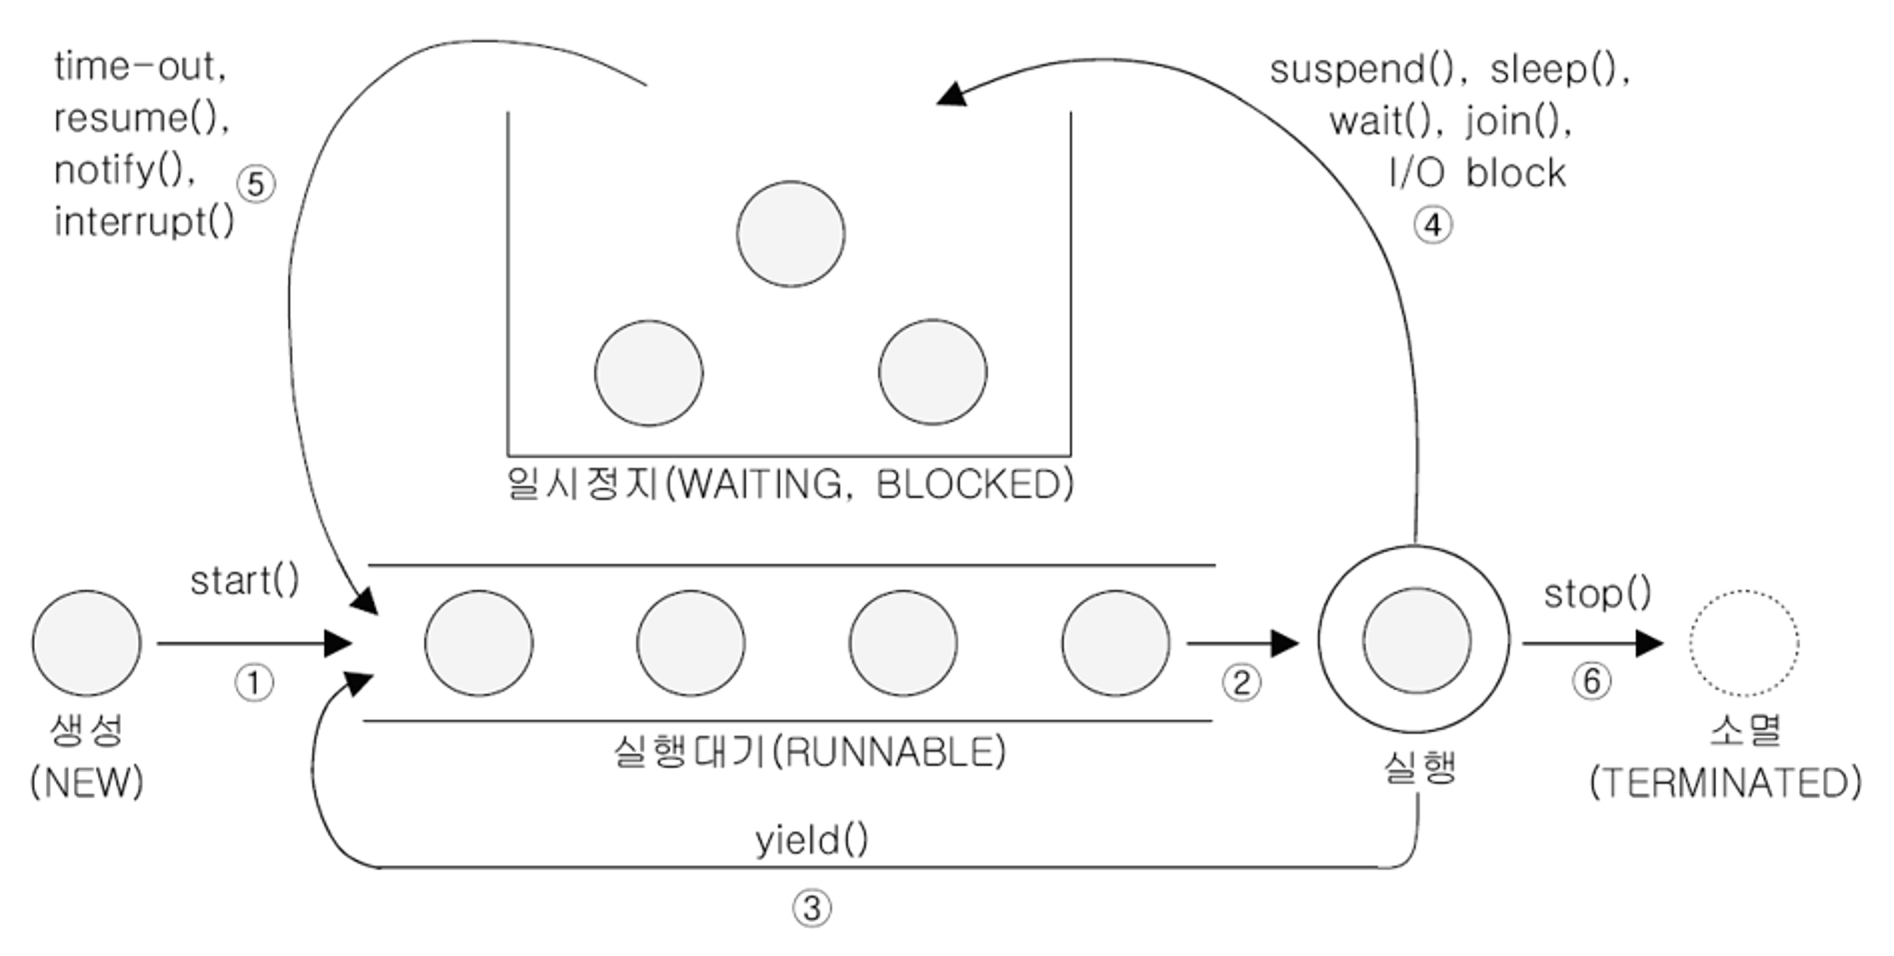 time-out,
resume(),
notify(),
⑤
interrupt()
suspend(), sleep(),
wait(), join(),
I/O block
④
일시정지(WAITING, BLOCKED)
start()
①
생성
(NEW)
실행대기(RUNNABLE)
②
실행
stop()
⑥
소멸
(TERMINATED)
yield()
③